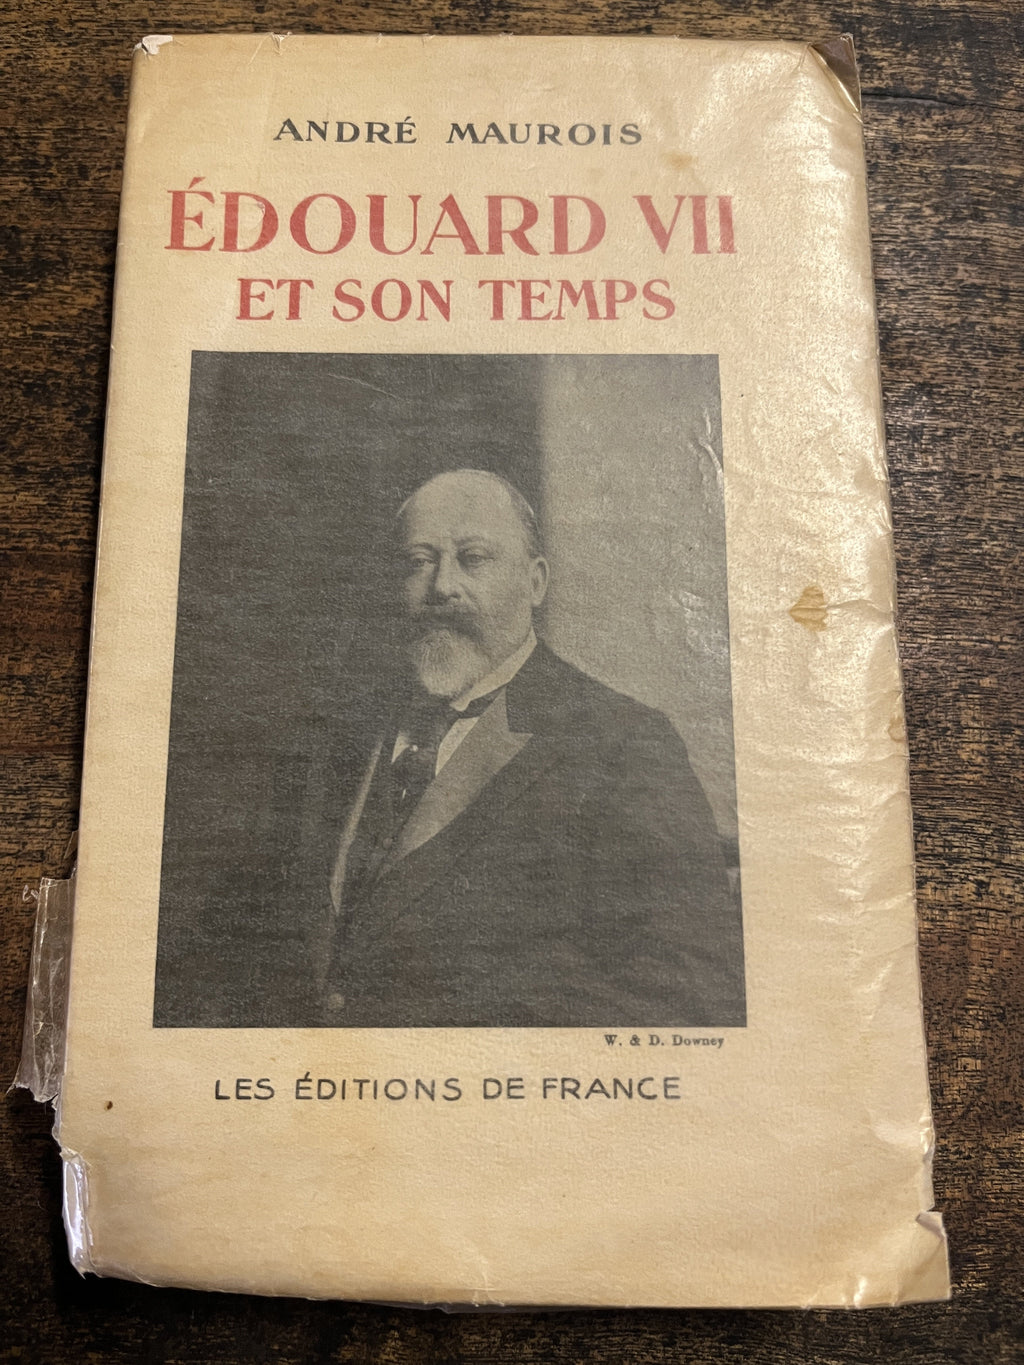 ANDRÉ MAUROIS
ÉDOUARD VII
ET SON TEMPS
W. & D. Downey
LES ÉDITIONS DE FRANCE